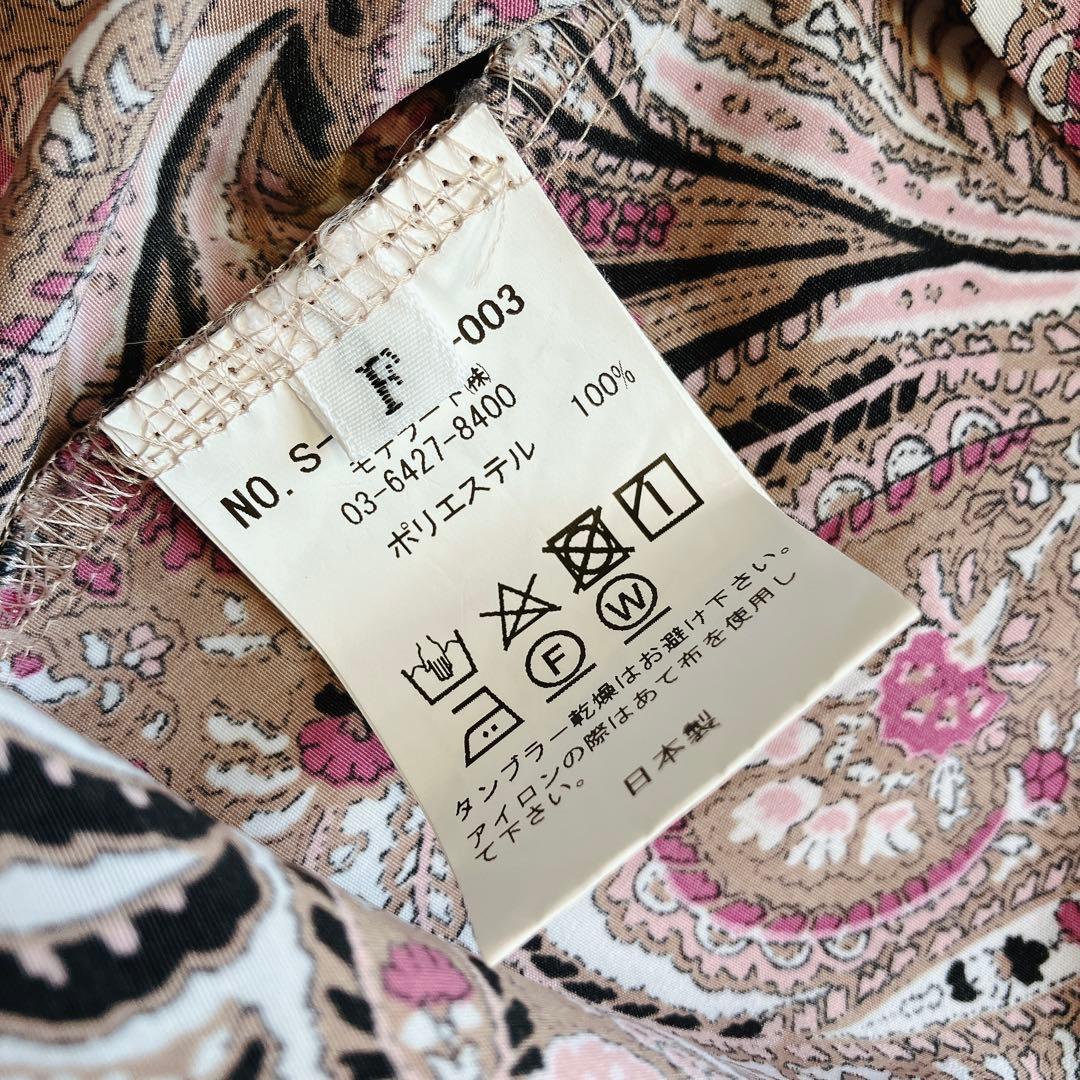 F
NO. S- -003
モデラート㈱
03-6427-8400
ポリエステル 100%
F W
タンブラー乾燥はお避け下さい。
アイロンの際はあて布を使用し
て下さい。
日本製